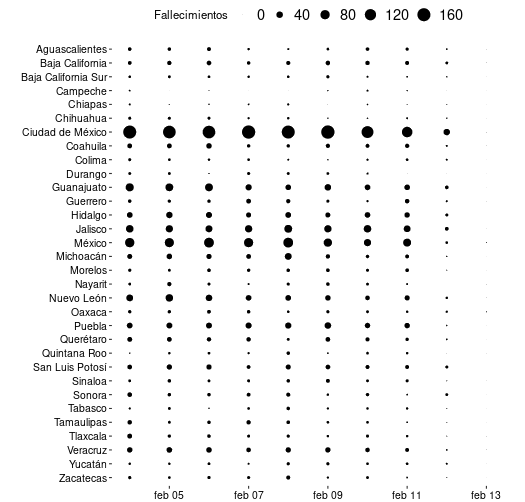 Fallecimientos 0 40 80 120 160
Aguascalientes
Baja California
Baja California Sur
Campeche
Chiapas
Chihuahua
Ciudad de México
Coahuila
Colima
Durango
Guanajuato
Guerrero
Hidalgo
Jalisco
México
Michoacán
Morelos
Nayarit
Nuevo León
Oaxaca
Puebla
Querétaro
Quintana Roo
San Luis Potosí
Sinaloa
Sonora
Tabasco
Tamaulipas
Tlaxcala
Veracruz
Yucatán
Zacatecas
feb 05 feb 07 feb 09 feb 11 feb 13